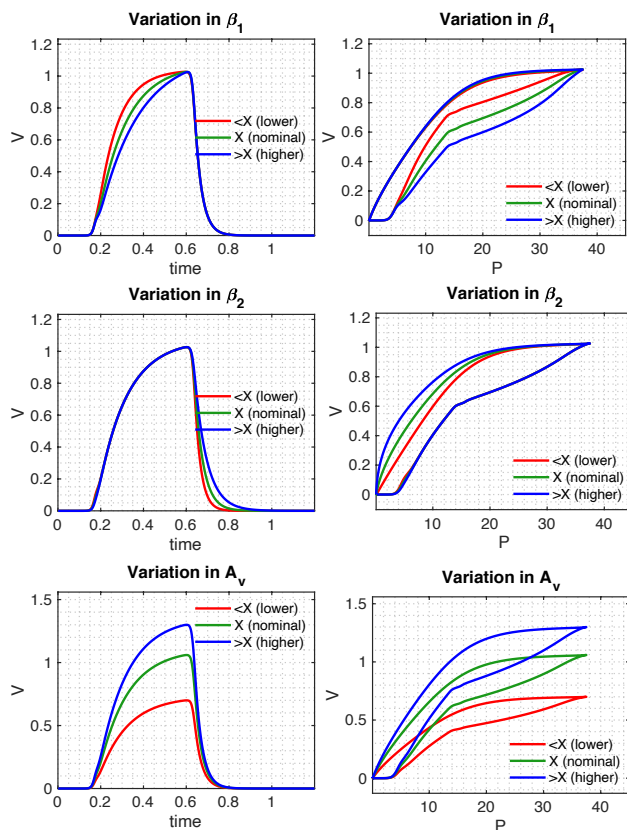 Variation in β₁
1.2
1
0.8
0.6
0.4
0.2
0
V
<X (lower)
X (nominal)
>X (higher)
0 0.2 0.4 0.6 0.8 1
time
Variation in β₁
1.2
1
0.8
0.6
0.4
0.2
0
V
<X (lower)
X (nominal)
>X (higher)
10 20 30 40
P
Variation in β₂
1.2
1
0.8
0.6
0.4
0.2
0
V
<X (lower)
X (nominal)
>X (higher)
0 0.2 0.4 0.6 0.8 1
time
Variation in β₂
1.2
1
0.8
0.6
0.4
0.2
0
V
<X (lower)
X (nominal)
>X (higher)
10 20 30 40
P
Variation in Aᵥ
1.5
1
0.5
0
V
<X (lower)
X (nominal)
>X (higher)
0 0.2 0.4 0.6 0.8 1
time
Variation in Aᵥ
1.5
1
0.5
0
V
<X (lower)
X (nominal)
>X (higher)
10 20 30 40
P